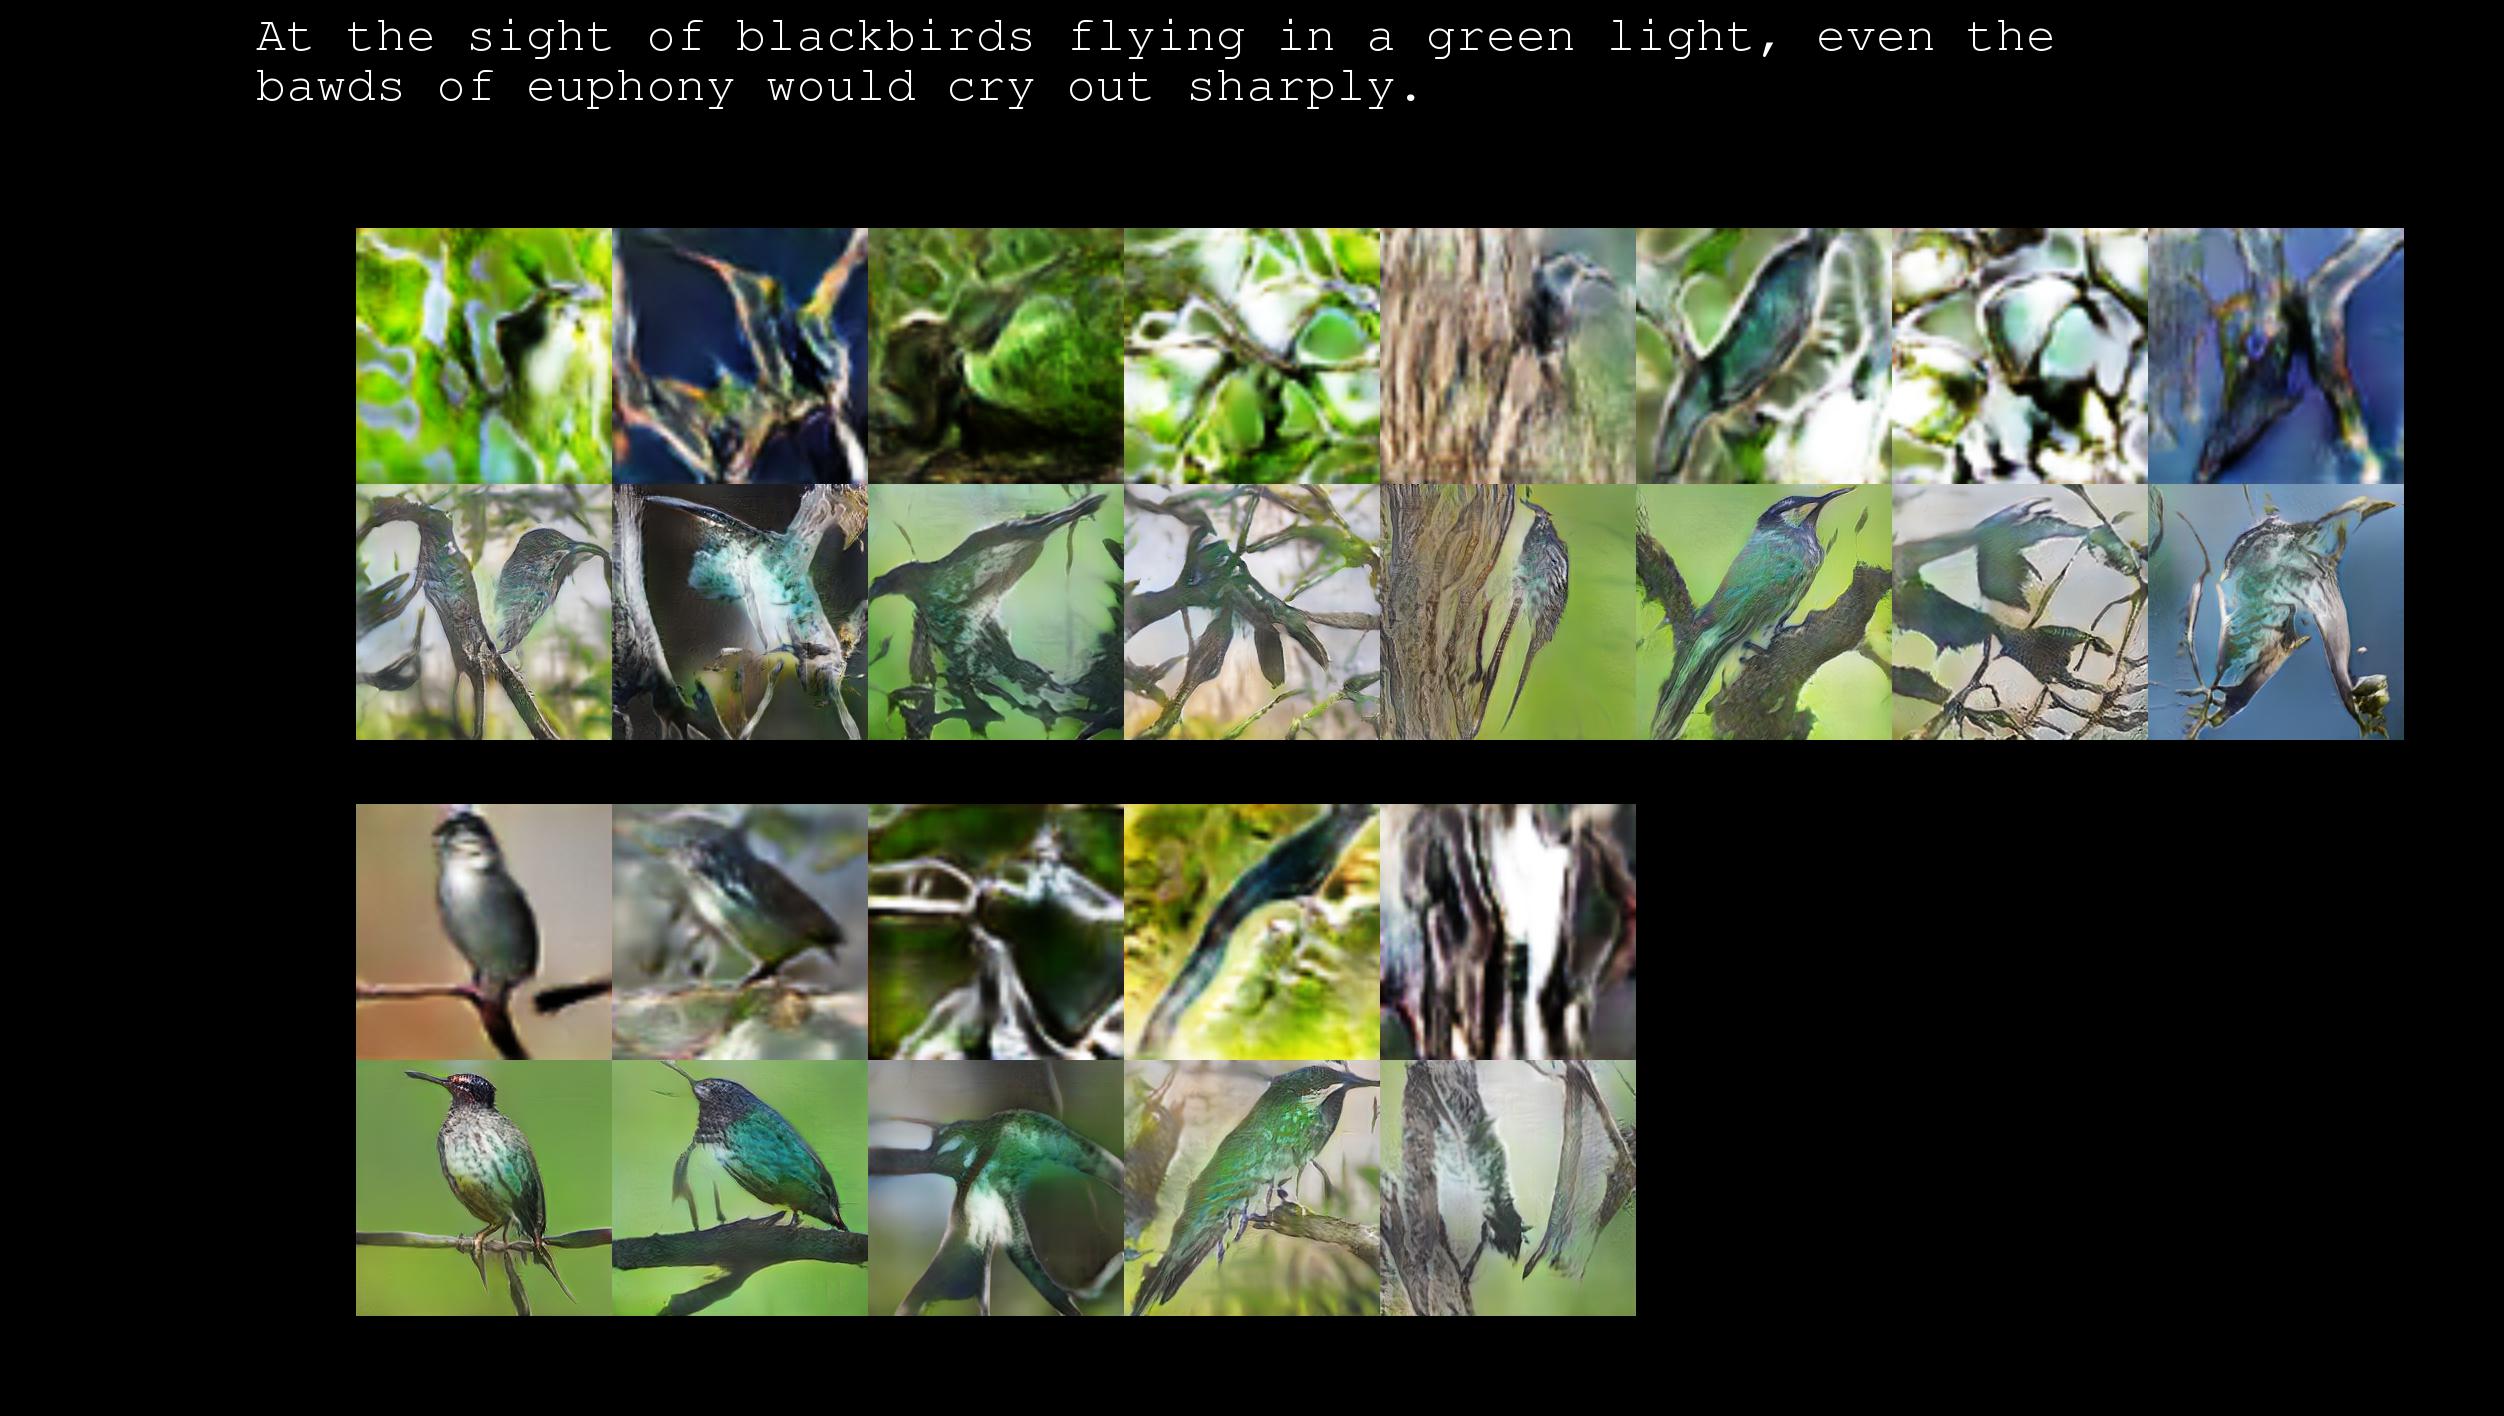 At the sight of blackbirds flying in a green light, even the
bawds of euphony would cry out sharply.